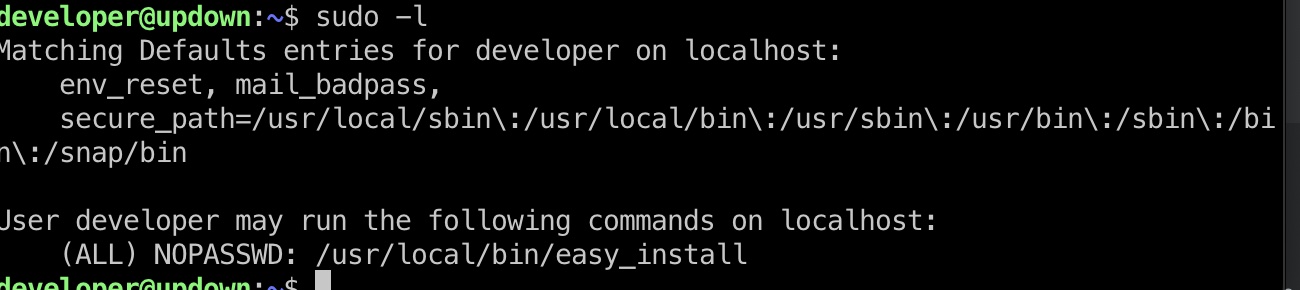 developer@updown:~$ sudo -l
Matching Defaults entries for developer on localhost:
    env_reset, mail_badpass,
    secure_path=/usr/local/sbin\:/usr/local/bin\:/usr/sbin\:/usr/bin\:/sbin\:/bi
n\:/snap/bin

User developer may run the following commands on localhost:
    (ALL) NOPASSWD: /usr/local/bin/easy_install
developer@updown:~$